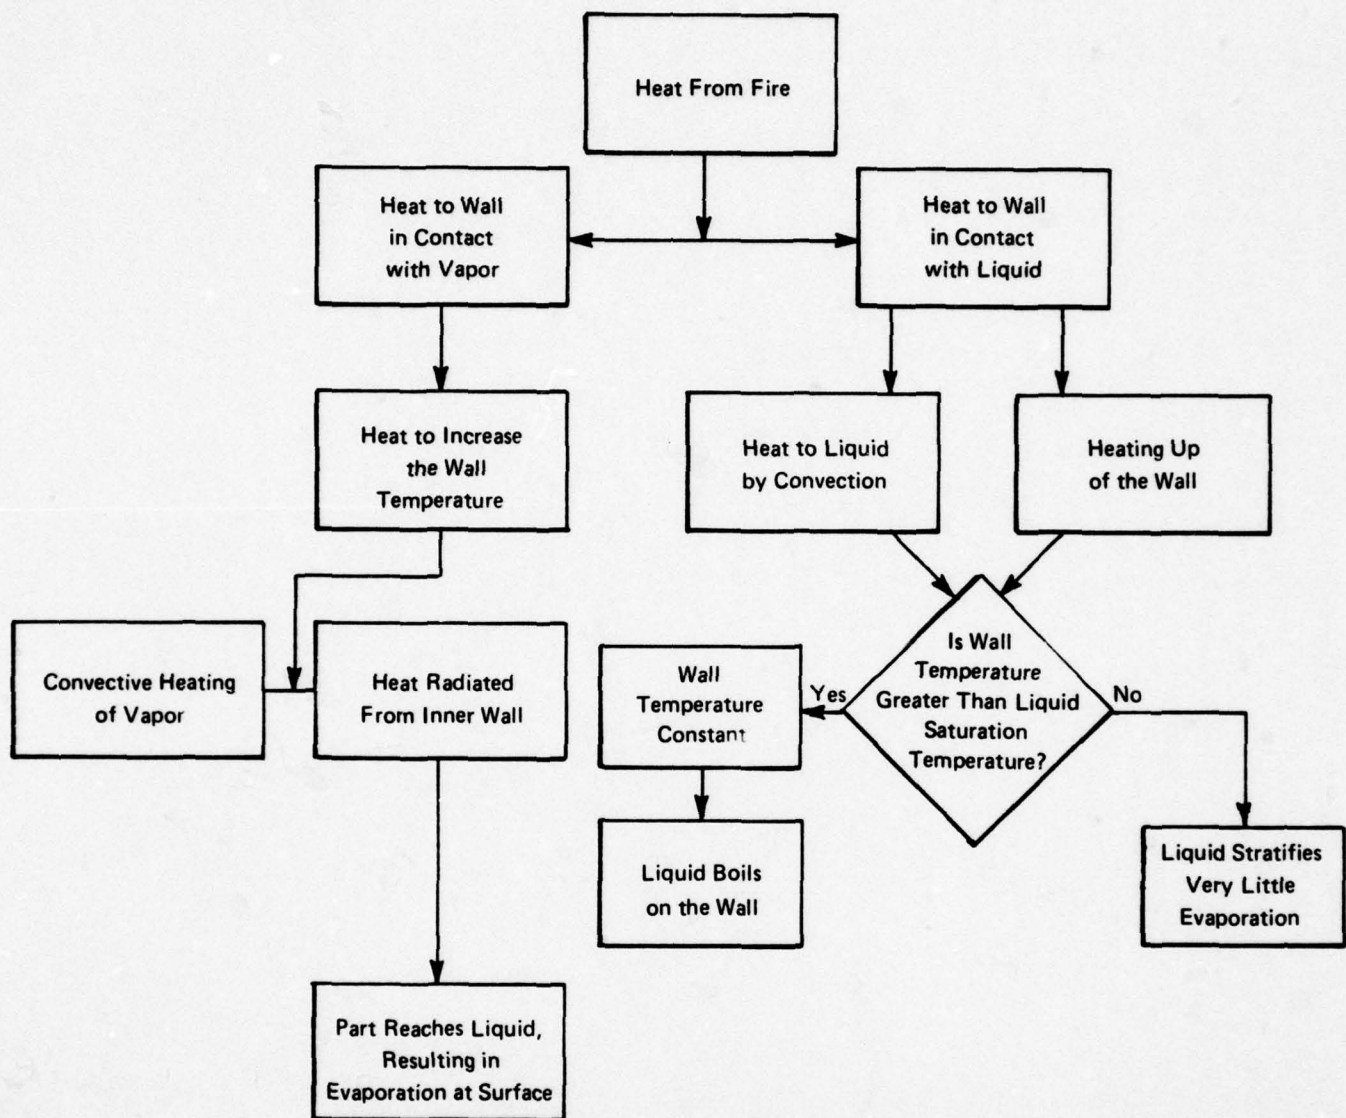 Heat From Fire
Heat to Wall
in Contact
with Vapor
Heat to Wall
in Contact
with Liquid
Heat to Increase
the Wall
Temperature
Heat to Liquid
by Convection
Heating Up
of the Wall
Convective Heating
of Vapor
Heat Radiated
From Inner Wall
Wall
Temperature
Constant
Yes
Is Wall
Temperature
Greater Than Liquid
Saturation
Temperature?
No
Liquid Boils
on the Wall
Liquid Stratifies
Very Little
Evaporation
Part Reaches Liquid,
Resulting in
Evaporation at Surface